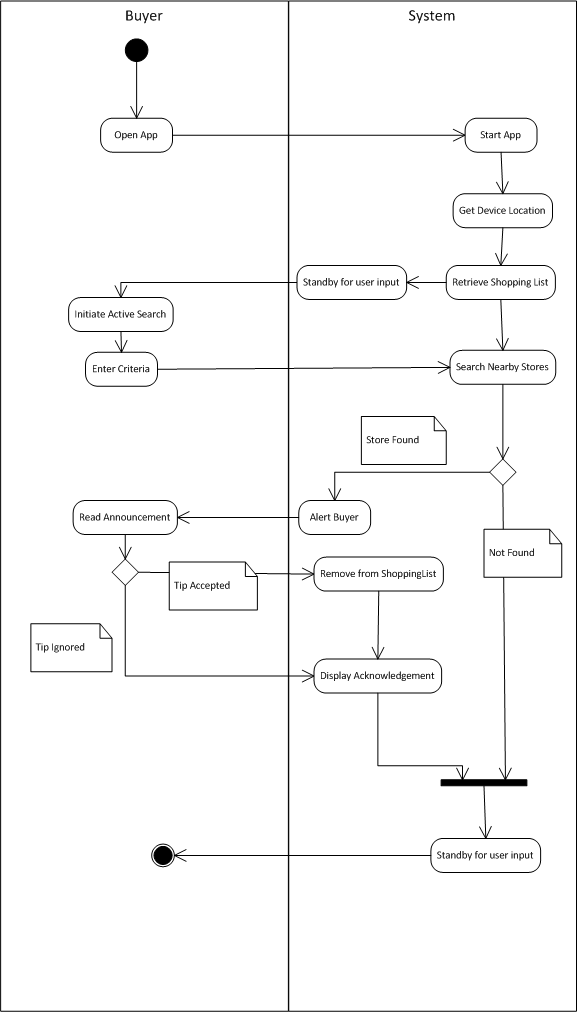 Buyer
System
Open App
Start App
Get Device Location
Standby for user input
Retrieve Shopping List
Initiate Active Search
Enter Criteria
Search Nearby Stores
Store Found
Read Announcement
Alert Buyer
Not Found
Tip Accepted
Remove from ShoppingList
Tip Ignored
Display Acknowledgement
Standby for user input